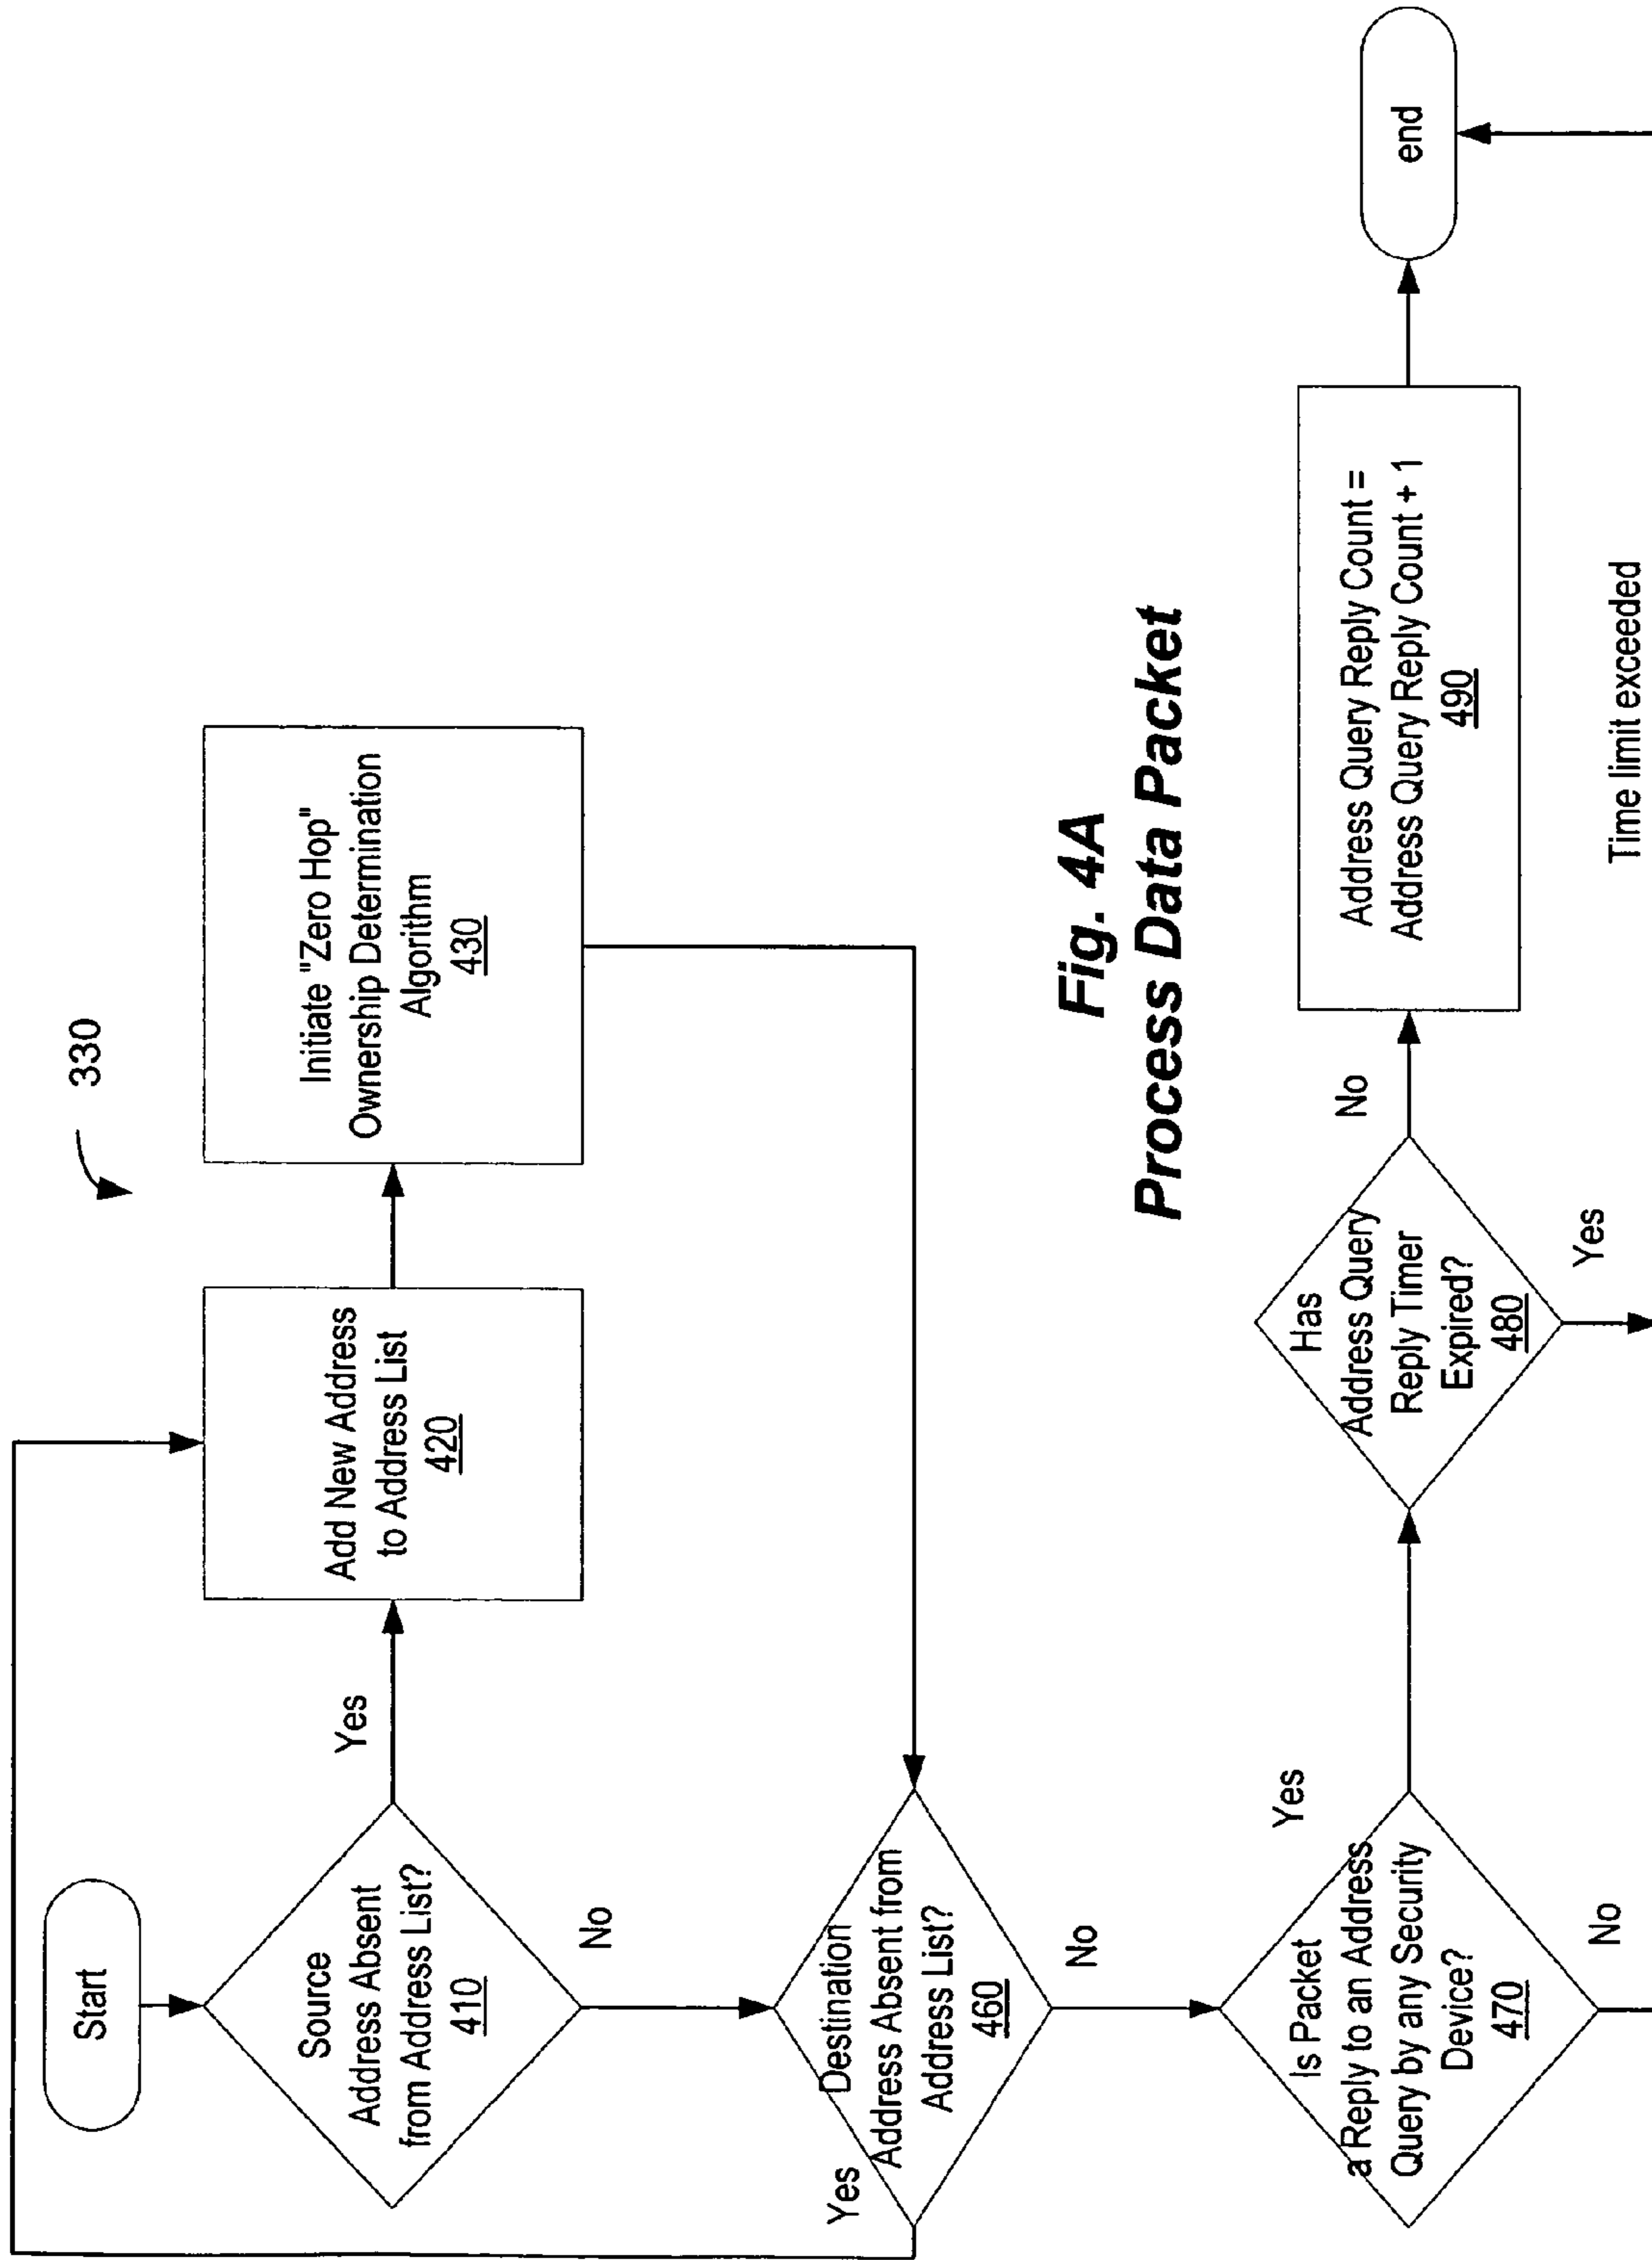 330
Start
Source
Address Absent
from Address List?
410
Yes
No
Add New Address
to Address List
420
Initiate "Zero Hop"
Ownership Determination
Algorithm
430
Destination
Address Absent from
Address List?
460
Yes
No
Fig. 4A
Process Data Packet
Is Packet
a Reply to an Address
Query by any Security
Device?
470
Yes
No
Has
Address Query
Reply Timer
Expired?
480
No
Yes
Address Query Reply Count =
Address Query Reply Count + 1
490
end
Time limit exceeded